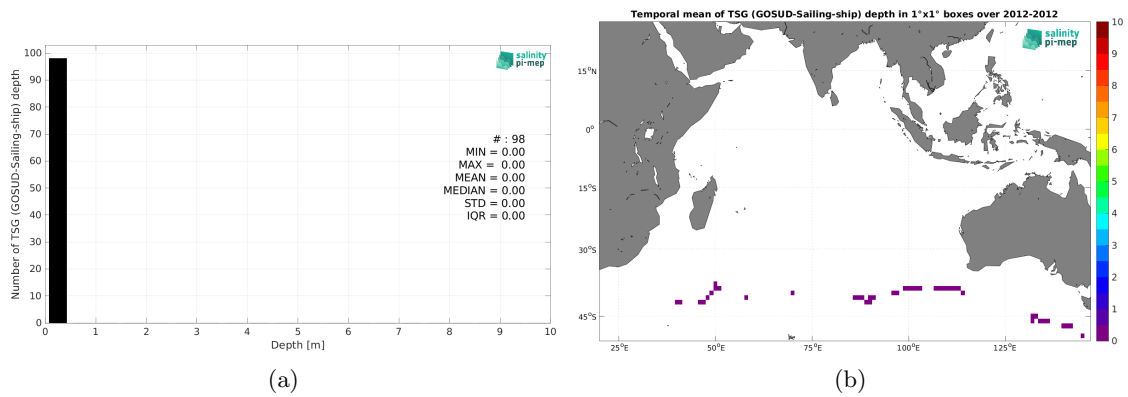 100
90
80
70
60
50
40
30
20
10
0
Number of TSG (GOSUD-Sailing-ship) depth
salinity
pi-mep
# : 98
MIN = 0.00
MAX = 0.00
MEAN = 0.00
MEDIAN = 0.00
STD = 0.00
IQR = 0.00
0 1 2 3 4 5 6 7 8 9 10
Depth [m]
(a)
Temporal mean of TSG (GOSUD-Sailing-ship) depth in 1°x1° boxes over 2012-2012
salinity
pi-mep
15°N
0°
15°S
30°S
45°S
25°E 50°E 75°E 100°E 125°E
10
9
8
7
6
5
4
3
2
1
0
(b)